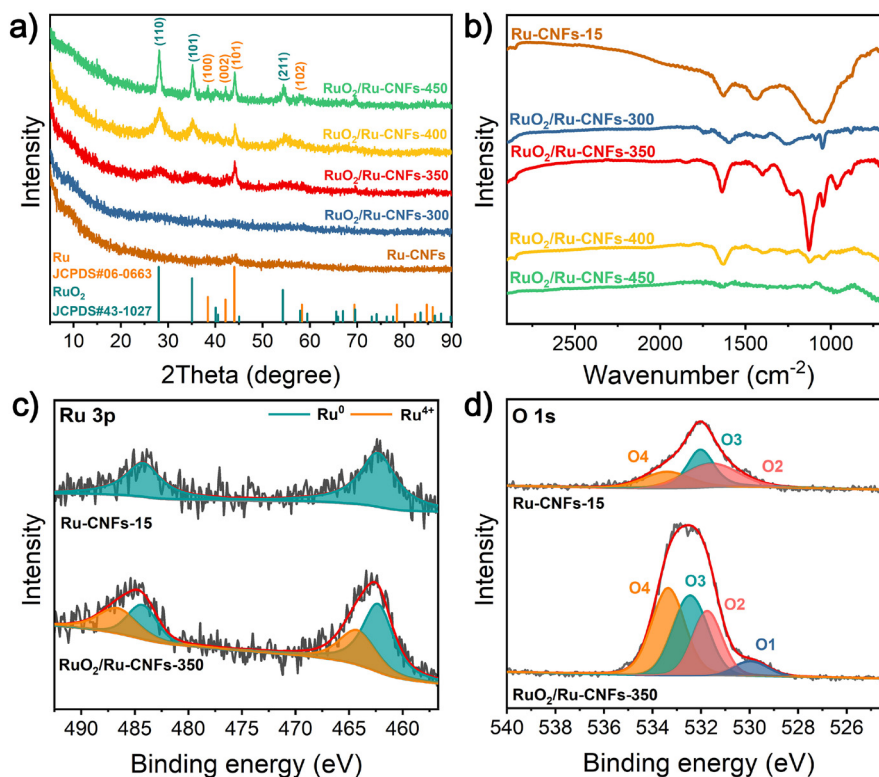 a)
Intensity
(110)
(101)
(100)
(002)
(101)
(211)
(102)
RuO₂/Ru-CNFs-450
RuO₂/Ru-CNFs-400
RuO₂/Ru-CNFs-350
RuO₂/Ru-CNFs-300
Ru-CNFs
Ru
JCPDS#06-0663
RuO₂
JCPDS#43-1027
10 20 30 40 50 60 70 80 90
2Theta (degree)
b)
Intensity
Ru-CNFs-15
RuO₂/Ru-CNFs-300
RuO₂/Ru-CNFs-350
RuO₂/Ru-CNFs-400
RuO₂/Ru-CNFs-450
2500 2000 1500 1000
Wavenumber (cm⁻²)
c)
Intensity
Ru 3p
Ru⁰
Ru⁴⁺
Ru-CNFs-15
RuO₂/Ru-CNFs-350
490 485 480 475 470 465 460
Binding energy (eV)
d)
Intensity
O 1s
O4
O3
O2
Ru-CNFs-15
O4
O3
O2
O1
RuO₂/Ru-CNFs-350
540 538 536 534 532 530 528 526
Binding energy (eV)